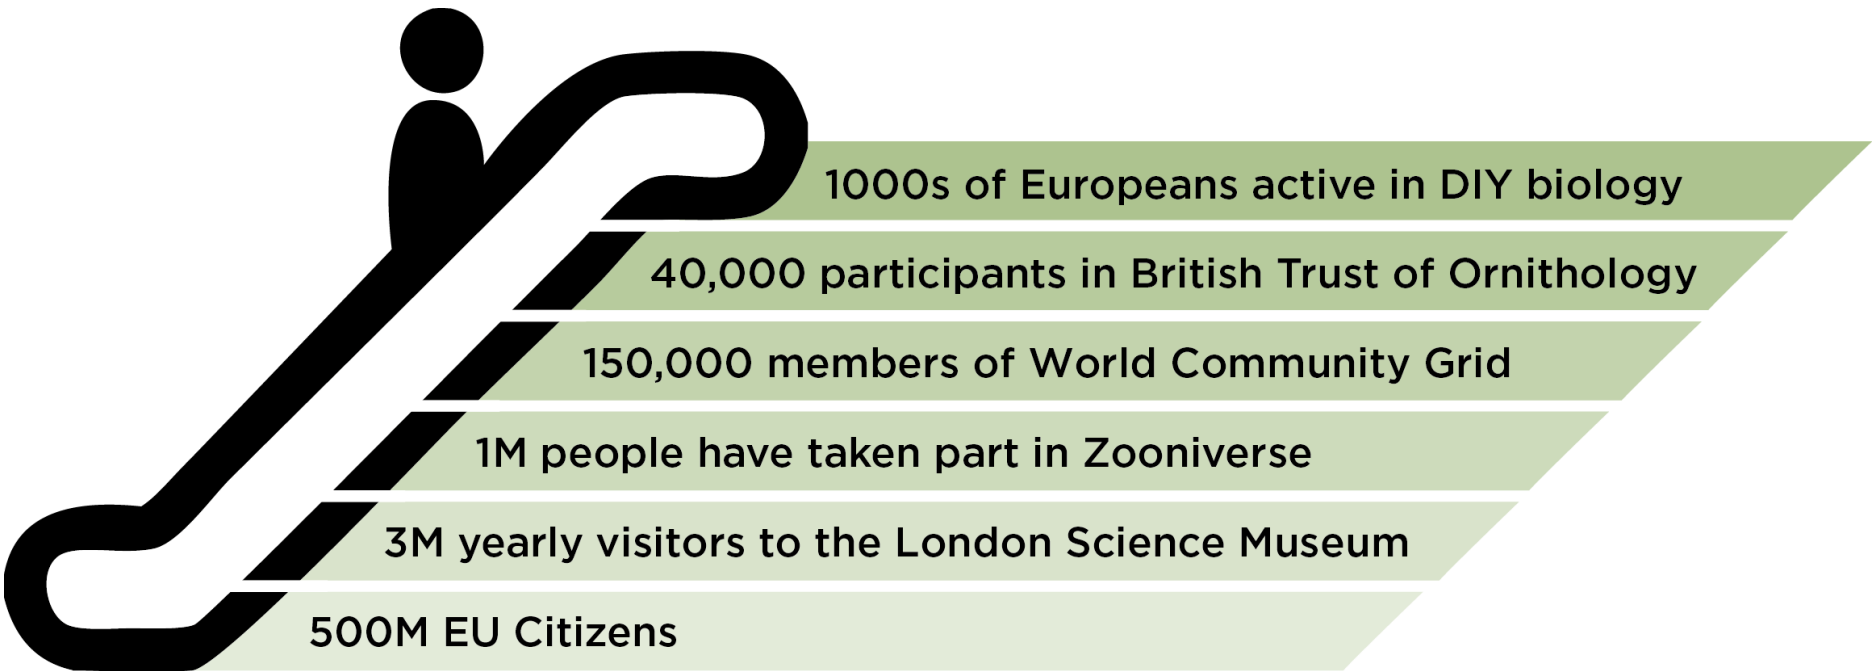 1000s of Europeans active in DIY biology
40,000 participants in British Trust of Ornithology
150,000 members of World Community Grid
1M people have taken part in Zooniverse
3M yearly visitors to the London Science Museum
500M EU Citizens